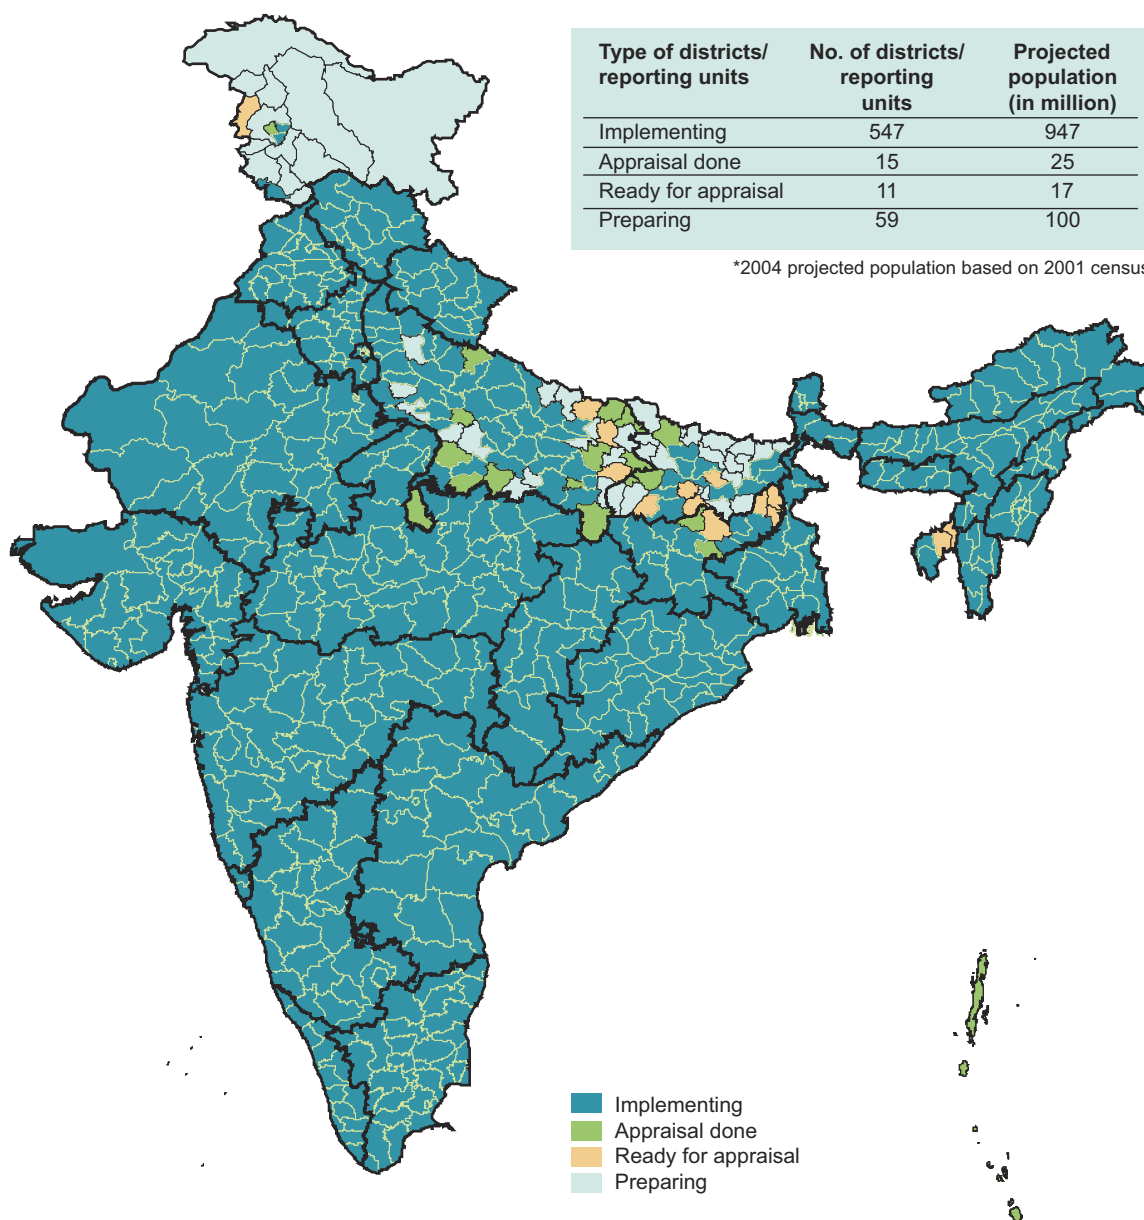 Type of districts/ No. of districts/ Projected
reporting units reporting population
units (in million)
Implementing 547 947
Appraisal done 15 25
Ready for appraisal 11 17
Preparing 59 100
*2004 projected population based on 2001 census
Implementing
Appraisal done
Ready for appraisal
Preparing